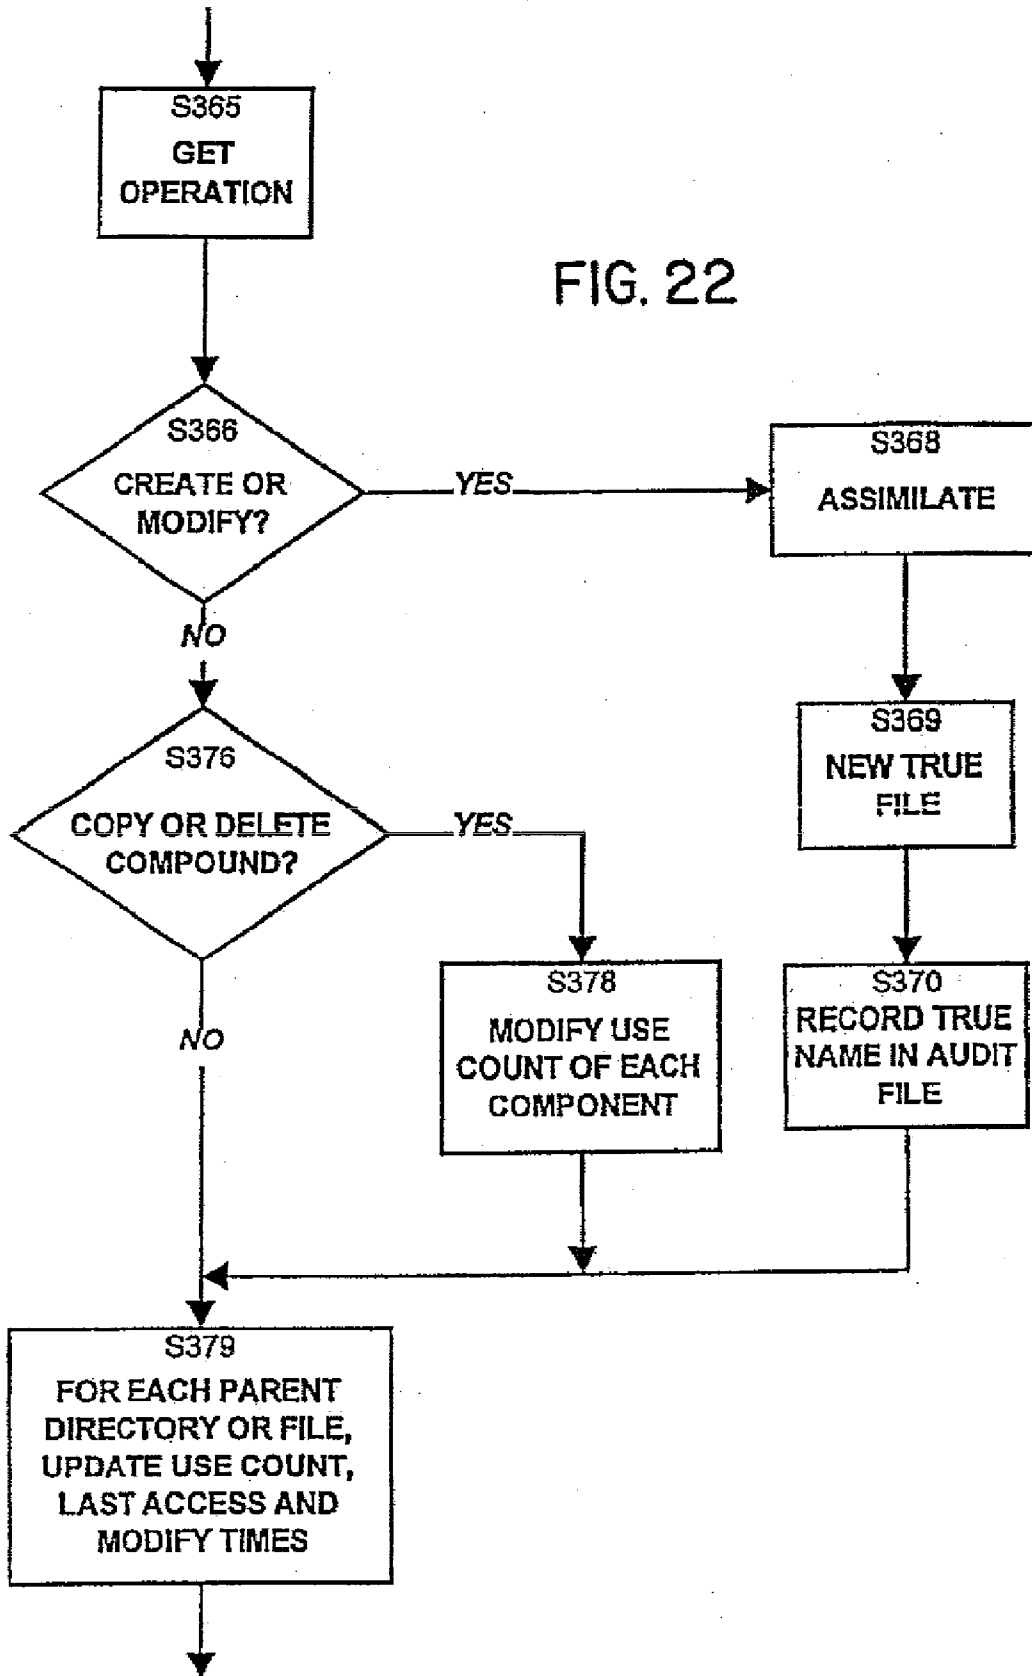 S365
GET
OPERATION
FIG. 22
S366
CREATE OR
MODIFY?
YES
S368
ASSIMILATE
NO
S369
NEW TRUE
FILE
S376
COPY OR DELETE
COMPOUND?
YES
S378
MODIFY USE
COUNT OF EACH
COMPONENT
S370
RECORD TRUE
NAME IN AUDIT
FILE
NO
S379
FOR EACH PARENT
DIRECTORY OR FILE,
UPDATE USE COUNT,
LAST ACCESS AND
MODIFY TIMES